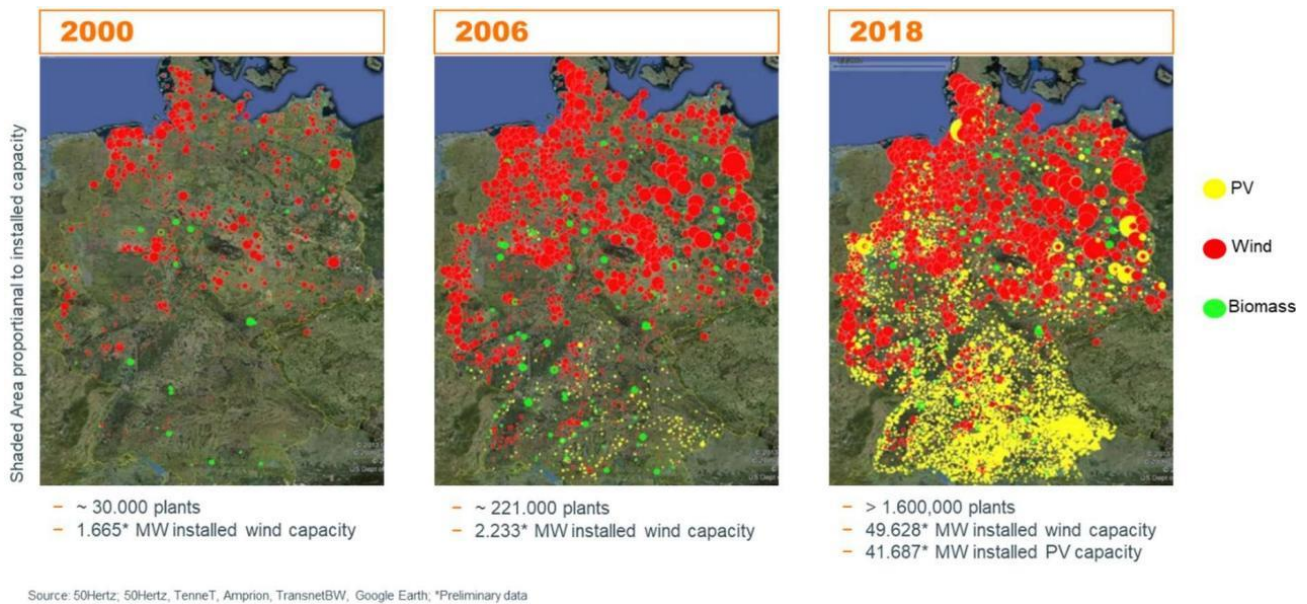 2000
2006
2018
Shaded Area proportianal to installed capacity
PV
Wind
Biomass
- ~ 30.000 plants
- 1.665* MW installed wind capacity
- ~ 221.000 plants
- 2.233* MW installed wind capacity
- > 1.600,000 plants
- 49.628* MW installed wind capacity
- 41.687* MW installed PV capacity
Source: 50Hertz; 50Hertz, TenneT, Amprion, TransnetBW, Google Earth; *Preliminary data